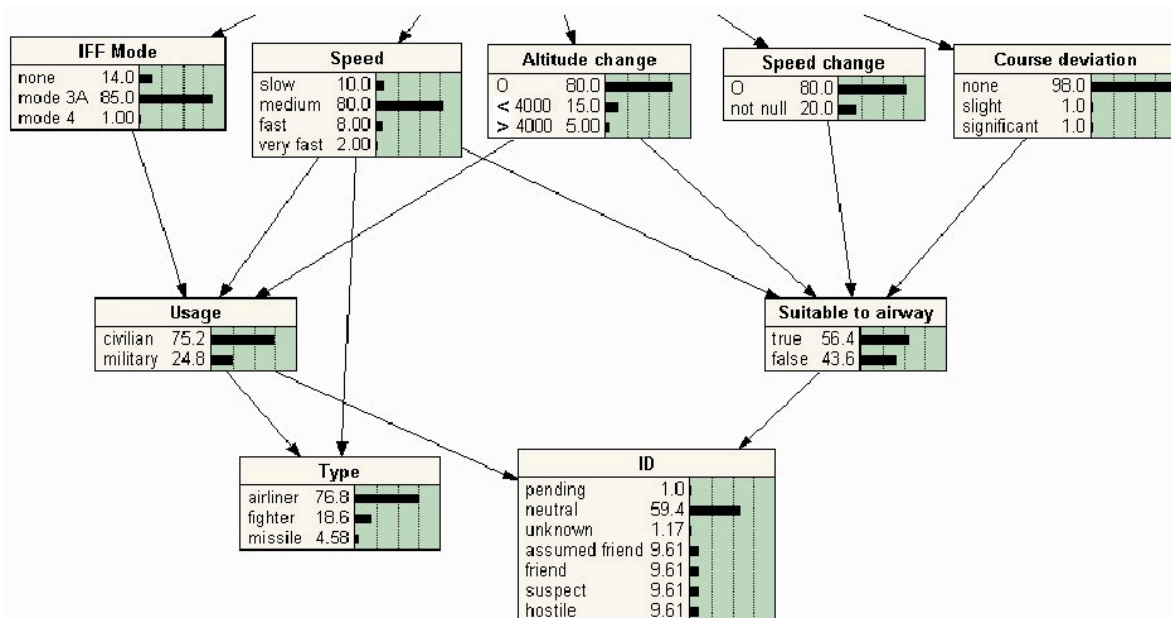 IFF Mode
none 14.0
mode 3A 85.0
mode 4 1.00
Speed
slow 10.0
medium 80.0
fast 8.00
very fast 2.00
Altitude change
O 80.0
< 4000 15.0
> 4000 5.00
Speed change
O 80.0
not null 20.0
Course deviation
none 98.0
slight 1.0
significant 1.0
Usage
civilian 75.2
military 24.8
Suitable to airway
true 56.4
false 43.6
Type
airliner 76.8
fighter 18.6
missile 4.58
ID
pending 1.0
neutral 59.4
unknown 1.17
assumed friend 9.61
friend 9.61
suspect 9.61
hostile 9.61